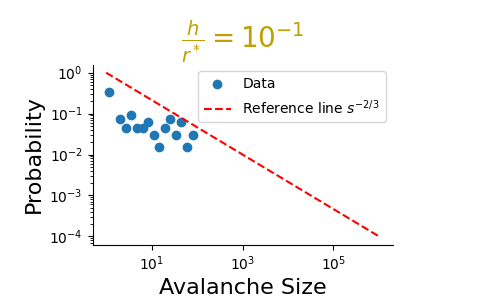 $\frac{h}{r^*} = 10^{-1}$
Data
Reference line $s^{-2/3}$
Probability
$10^0$
$10^{-1}$
$10^{-2}$
$10^{-3}$
$10^{-4}$
$10^1$ $10^3$ $10^5$
Avalanche Size